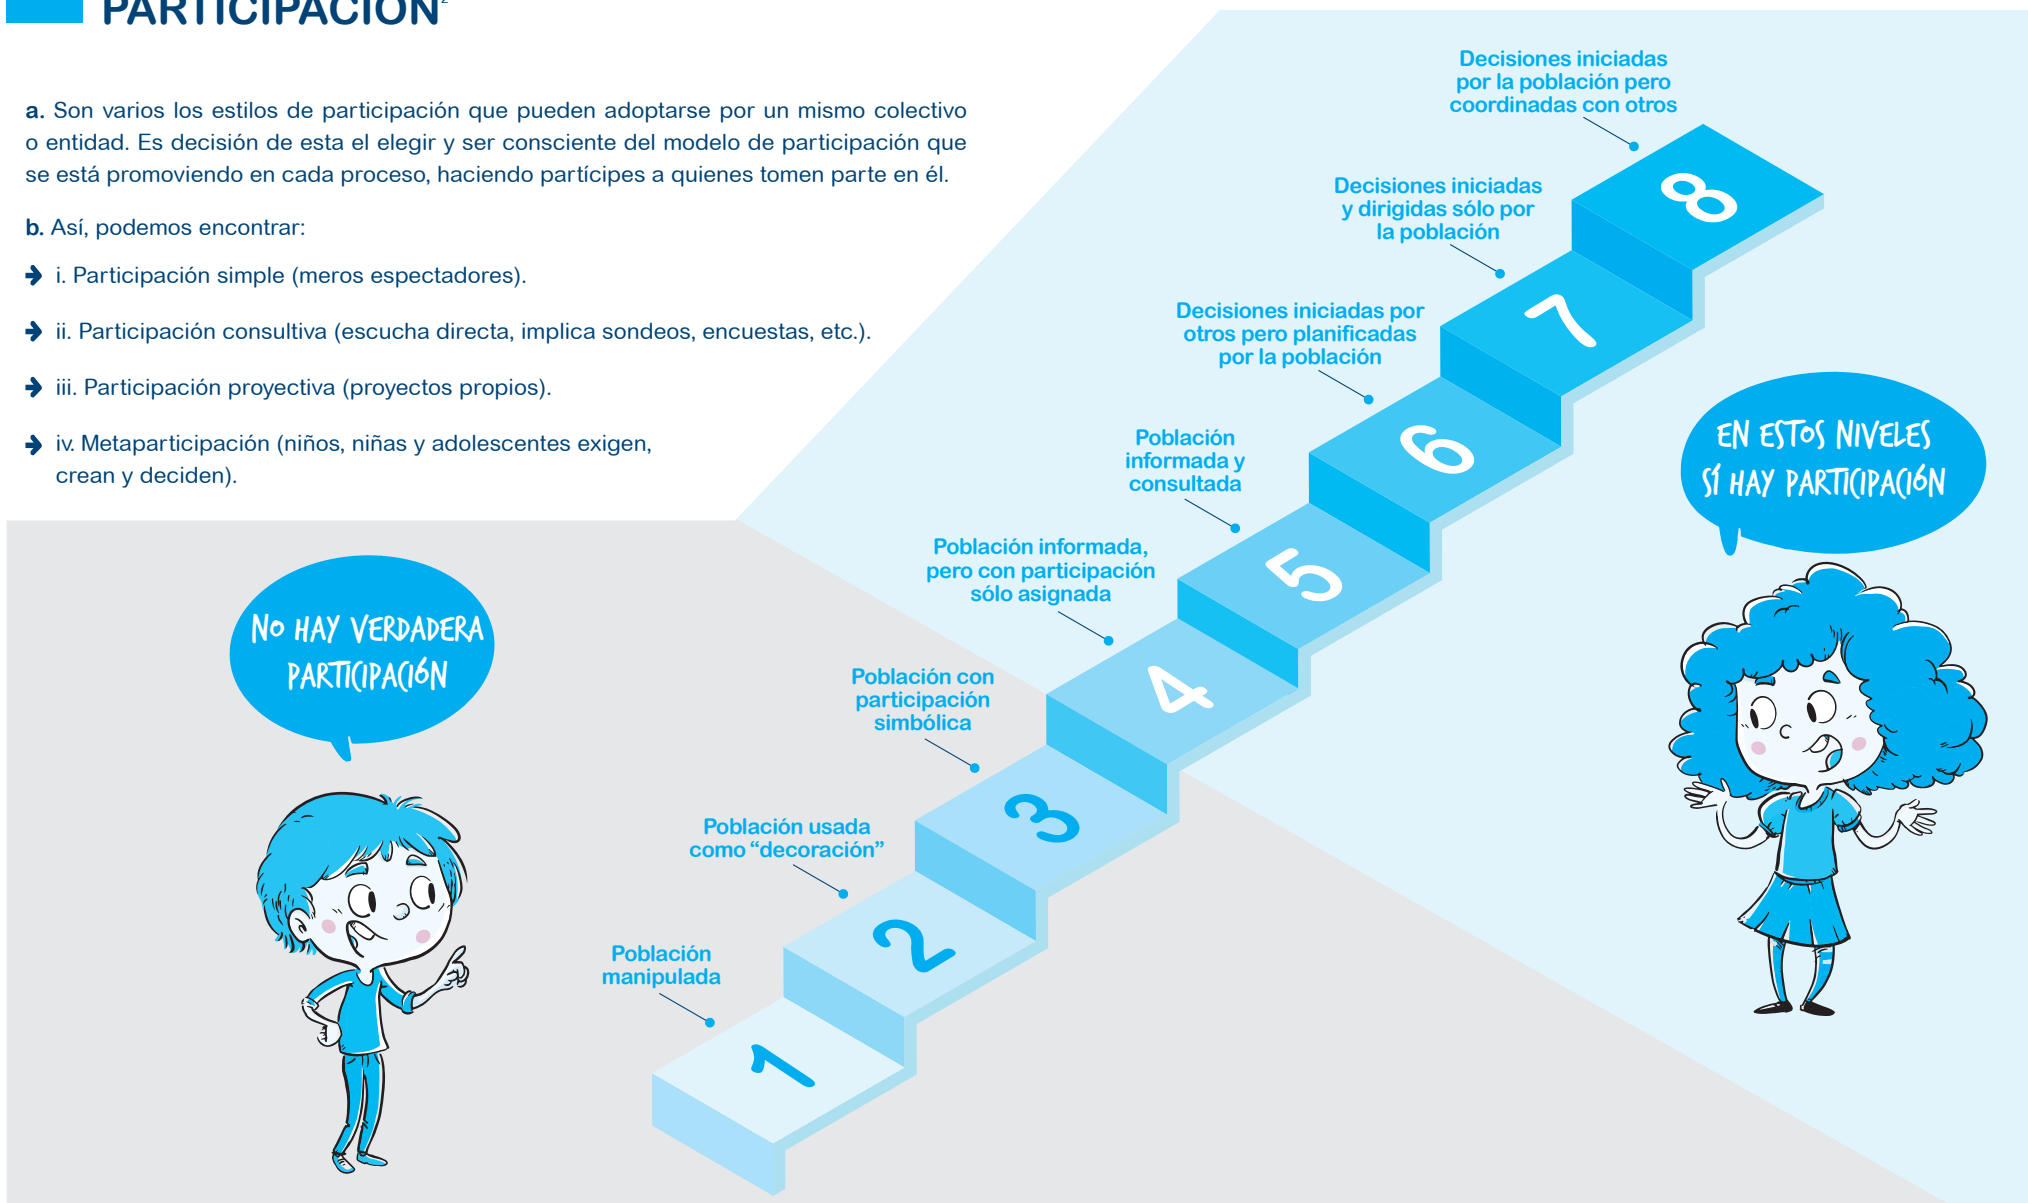 PARTICIPACIÓN²
a. Son varios los estilos de participación que pueden adoptarse por un mismo colectivo
o entidad. Es decisión de esta el elegir y ser consciente del modelo de participación que
se está promoviendo en cada proceso, haciendo partícipes a quienes tomen parte en él.
b. Así, podemos encontrar:
i. Participación simple (meros espectadores).
ii. Participación consultiva (escucha directa, implica sondeos, encuestas, etc.).
iii. Participación proyectiva (proyectos propios).
iv. Metaparticipación (niños, niñas y adolescentes exigen,
crean y deciden).
NO HAY VERDADERA
PARTICIPACIÓN
Población
manipulada
1
Población usada
como “decoración”
2
Población con
participación
simbólica
3
Población informada,
pero con participación
sólo asignada
4
Población
informada y
consultada
5
Decisiones iniciadas por
otros pero planificadas
por la población
6
Decisiones iniciadas
y dirigidas sólo por
la población
7
Decisiones iniciadas
por la población pero
coordinadas con otros
8
EN ESTOS NIVELES
SÍ HAY PARTICIPACIÓN